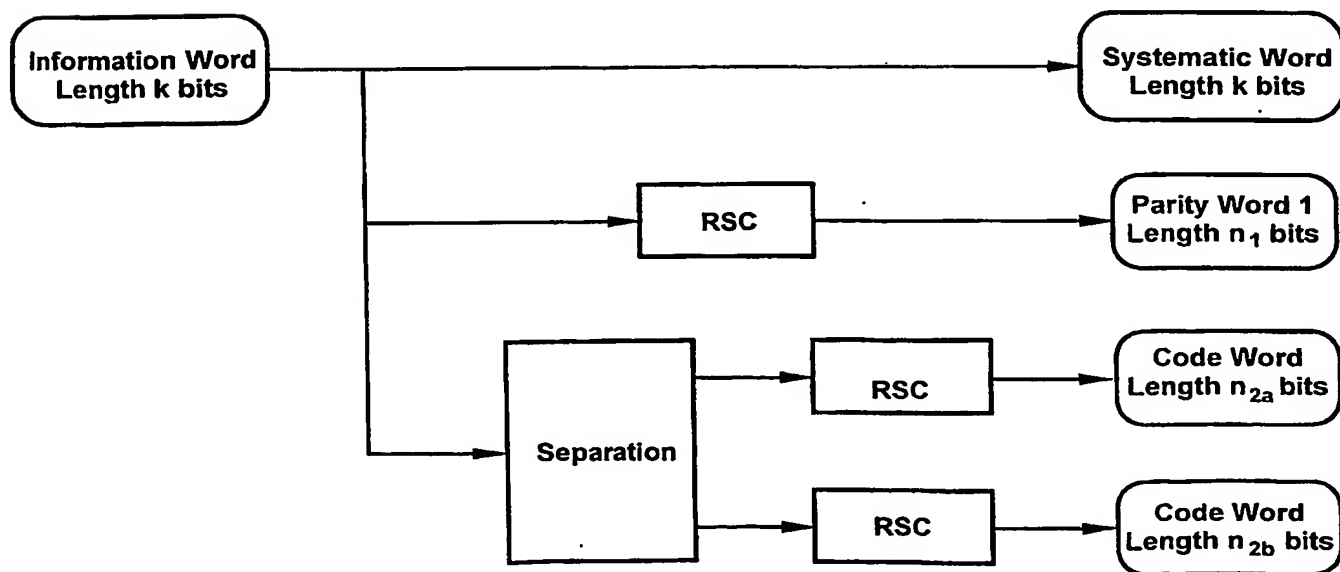 Information Word
Length k bits
Systematic Word
Length k bits
RSC
Parity Word 1
Length n1 bits
Separation
RSC
Code Word
Length n2a bits
RSC
Code Word
Length n2b bits